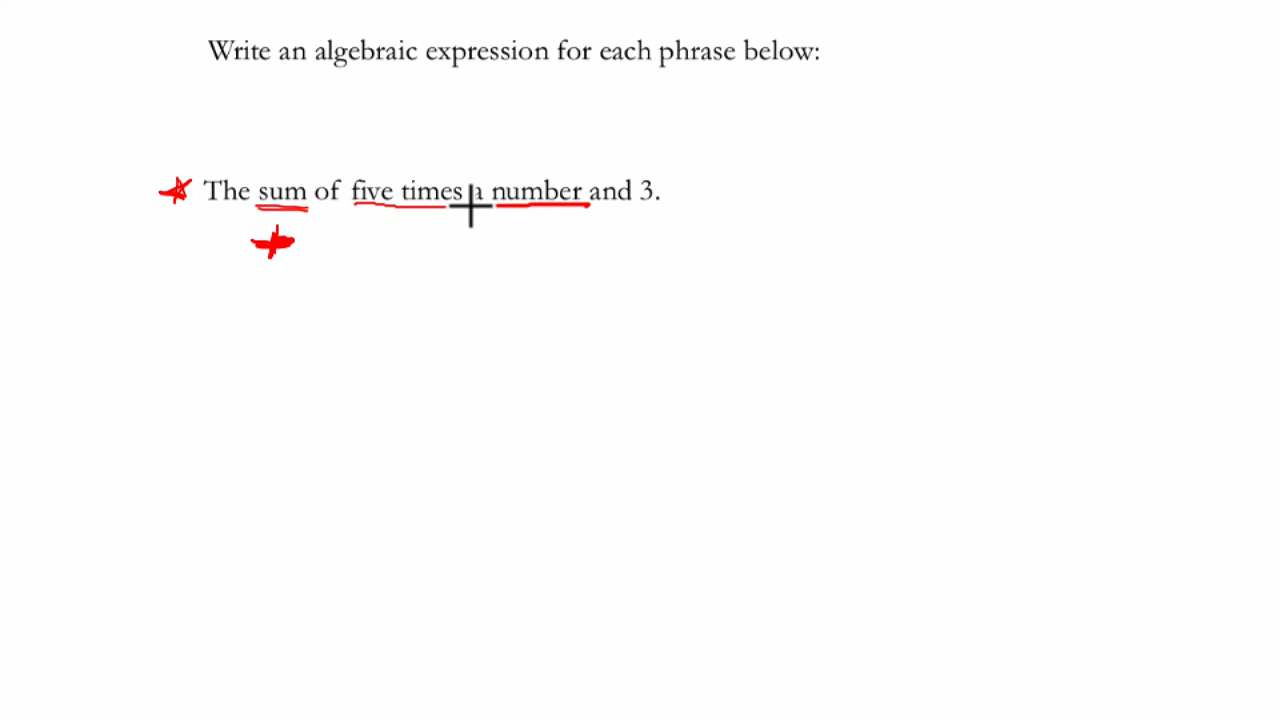 Write an algebraic expression for each phrase below:
The sum of five times a number and 3.
+